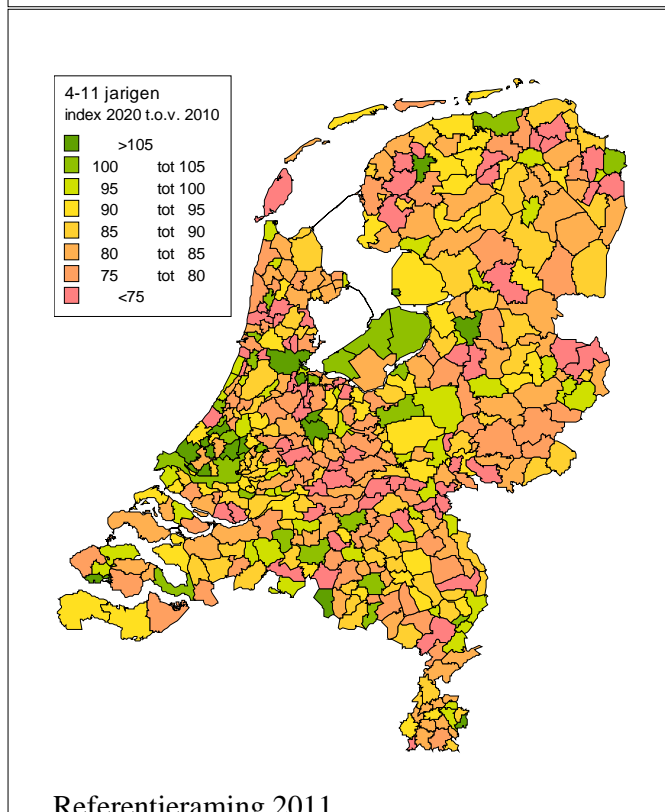 4-11 jarigen
index 2020 t.o.v. 2010
>105
100 tot 105
95 tot 100
90 tot 95
85 tot 90
80 tot 85
75 tot 80
<75
Referentieraming 2011